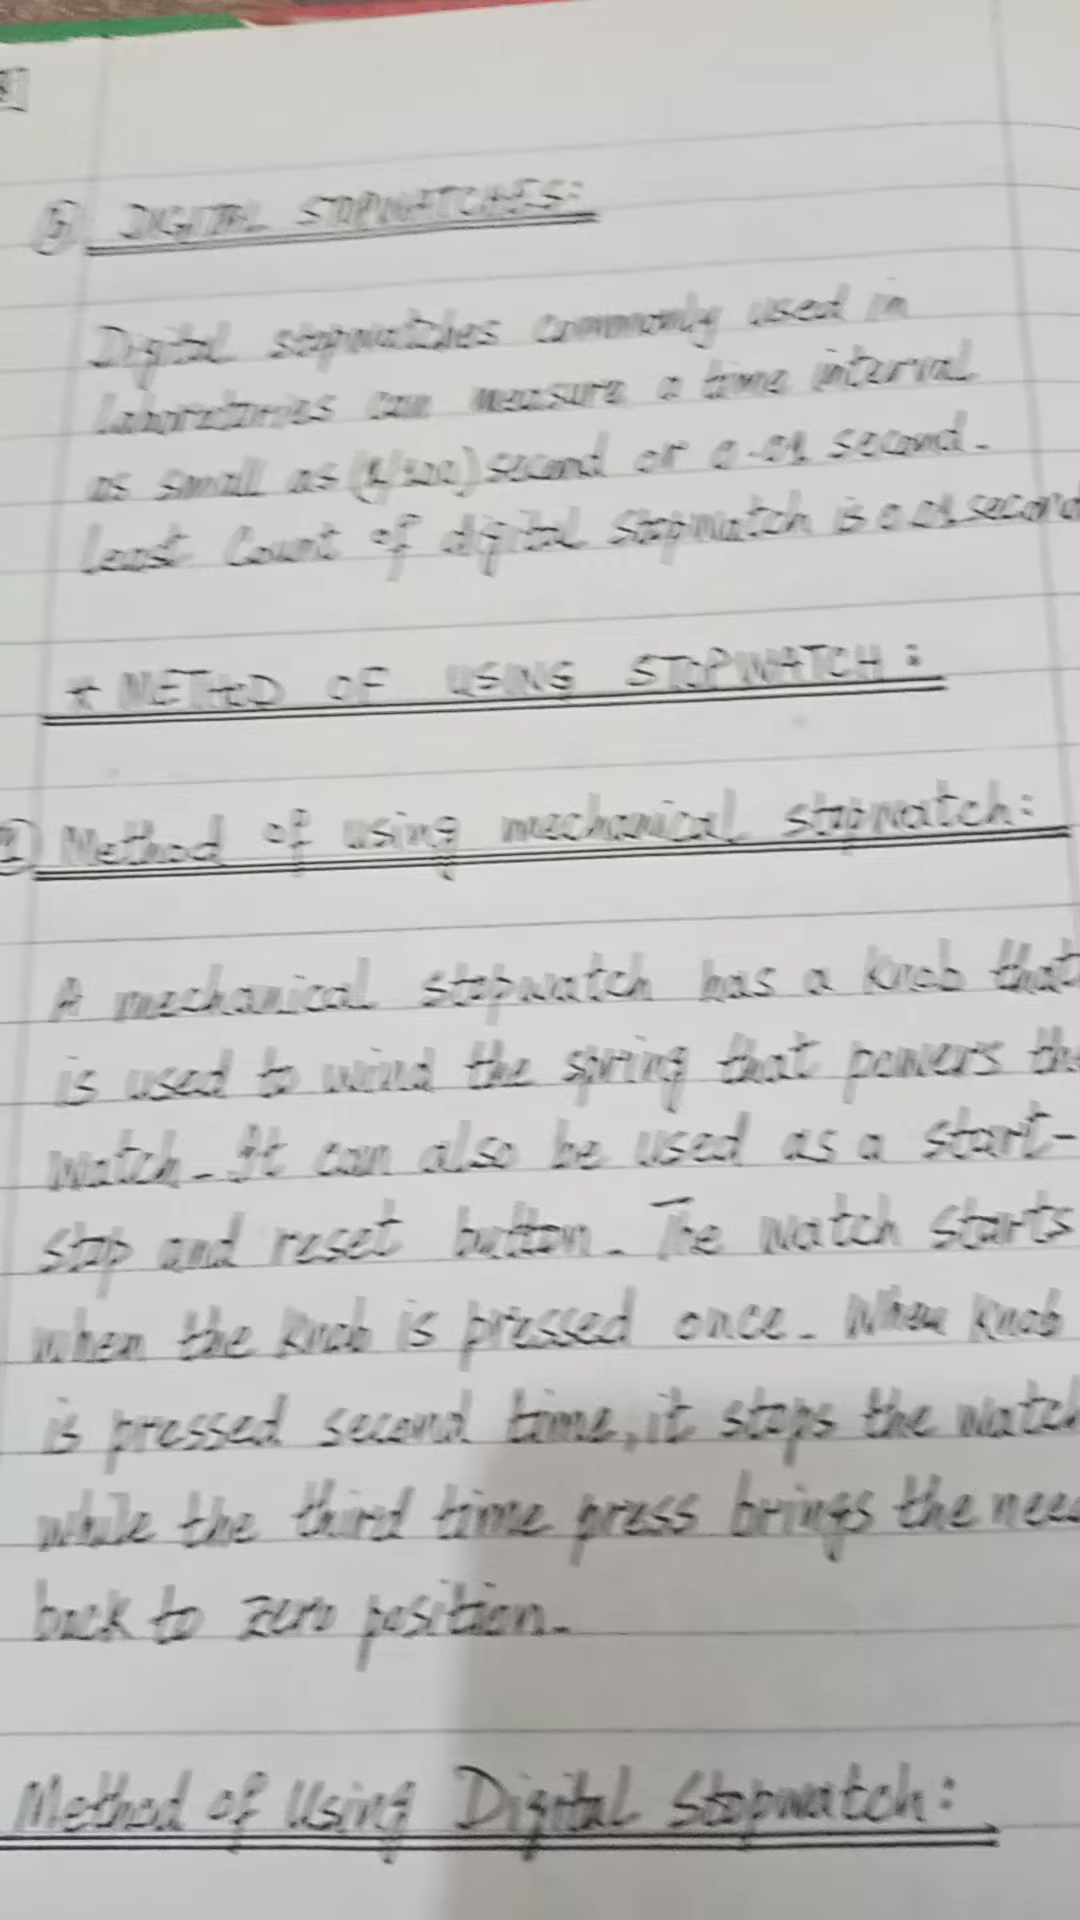 DIGITAL STOPWATCHES:
Digital stopwatches commonly used in
laboratories can measure a time interval
as small as (1/100) second or 0.01 second.
Least Count of digital stopwatch is 0.01 second
* METHOD OF USING STOPWATCH:
Method of using mechanical stopwatch:
A mechanical stopwatch has a Knob that
is used to wind the spring that powers the
watch. It can also be used as a start-
stop and reset button. The watch starts
when the knob is pressed once. When Knob
is pressed second time, it stops the watch
while the third time press brings the nee
back to zero position.
Method of Using Digital Stopwatch: